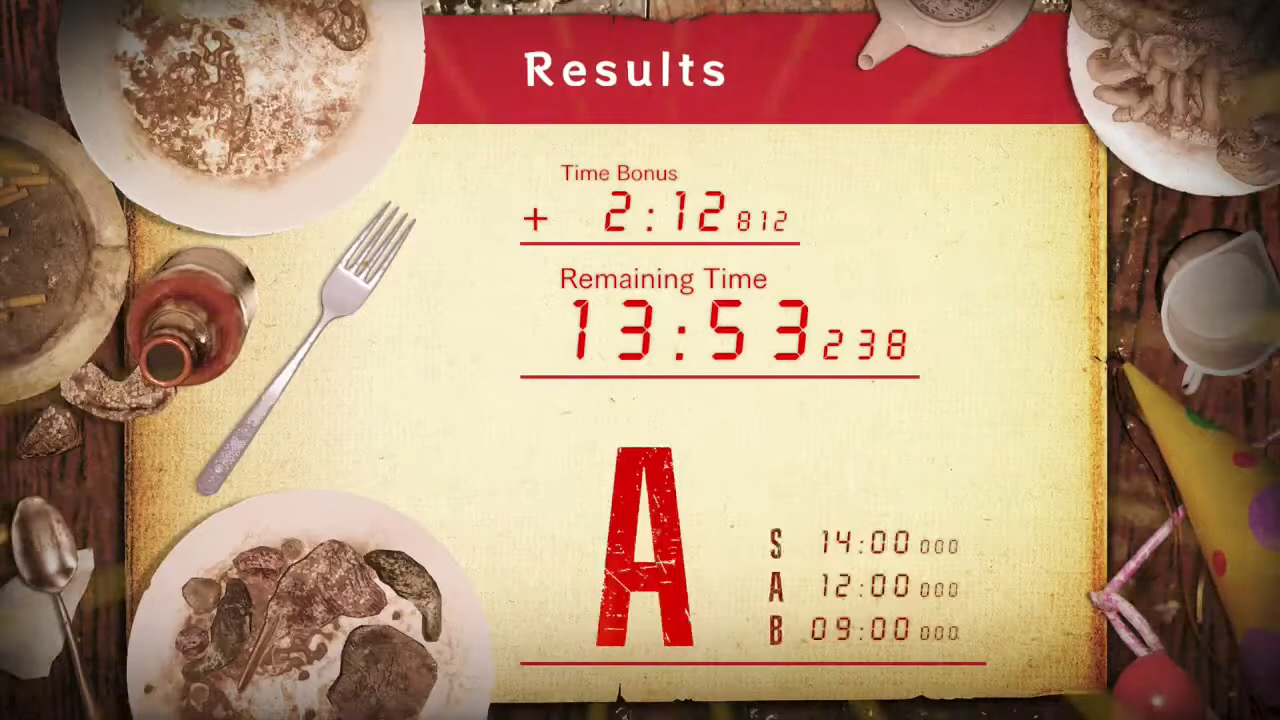 Results
Time Bonus
+ 2:12 812
Remaining Time
13:53 238
A
S 14:00 000
A 12:00 000
B 09:00 000